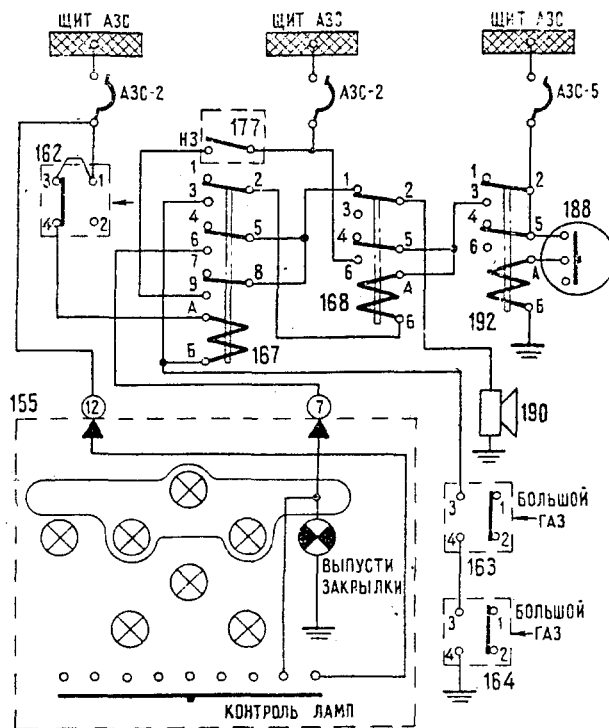 ЩИТ АЗС
ЩИТ АЗС
ЩИТ АЗС
АЗС-2
АЗС-2
АЗС-5
162
НЗ
177
3
1
4
2
1
2
3
4
5
6
7
8
9
А
Б
167
1
2
3
4
5
6
А
Б
168
1
2
3
4
5
6
А
Б
192
188
190
155
12
7
ВЫПУСТИ
ЗАКРЫЛКИ
КОНТРОЛЬ ЛАМП
3
1
4
2
БОЛЬШОЙ
ГАЗ
163
3
1
4
2
БОЛЬШОЙ
ГАЗ
164